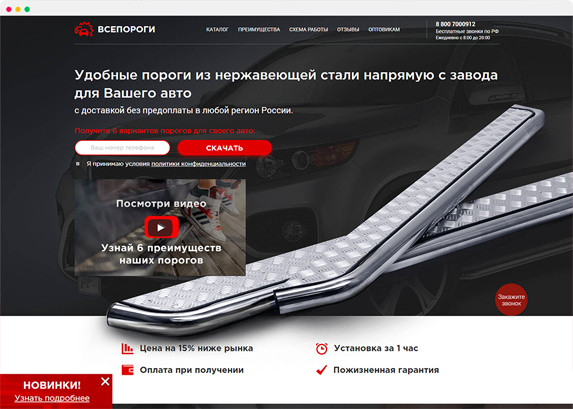 ВСЕПОРОГИ
КАТАЛОГ ПРЕИМУЩЕСТВА СХЕМА РАБОТЫ ОТЗЫВЫ ОПТОВИКАМ
8 800 7000912
Бесплатные звонки по РФ
Ежедневно с 8:00 до 20:00
Удобные пороги из нержавеющей стали напрямую с завода
для Вашего авто
с доставкой без предоплаты в любой регион России.
Получите 6 вариантов порогов для своего авто:
Ваш номер телефона
СКАЧАТЬ
Я принимаю условия политики конфиденциальности
Посмотри видео
Узнай 6 преимуществ
наших порогов
Закажите
звонок
Цена на 15% ниже рынка
Установка за 1 час
Оплата при получении
Пожизненная гарантия
НОВИНКИ!
Узнать подробнее